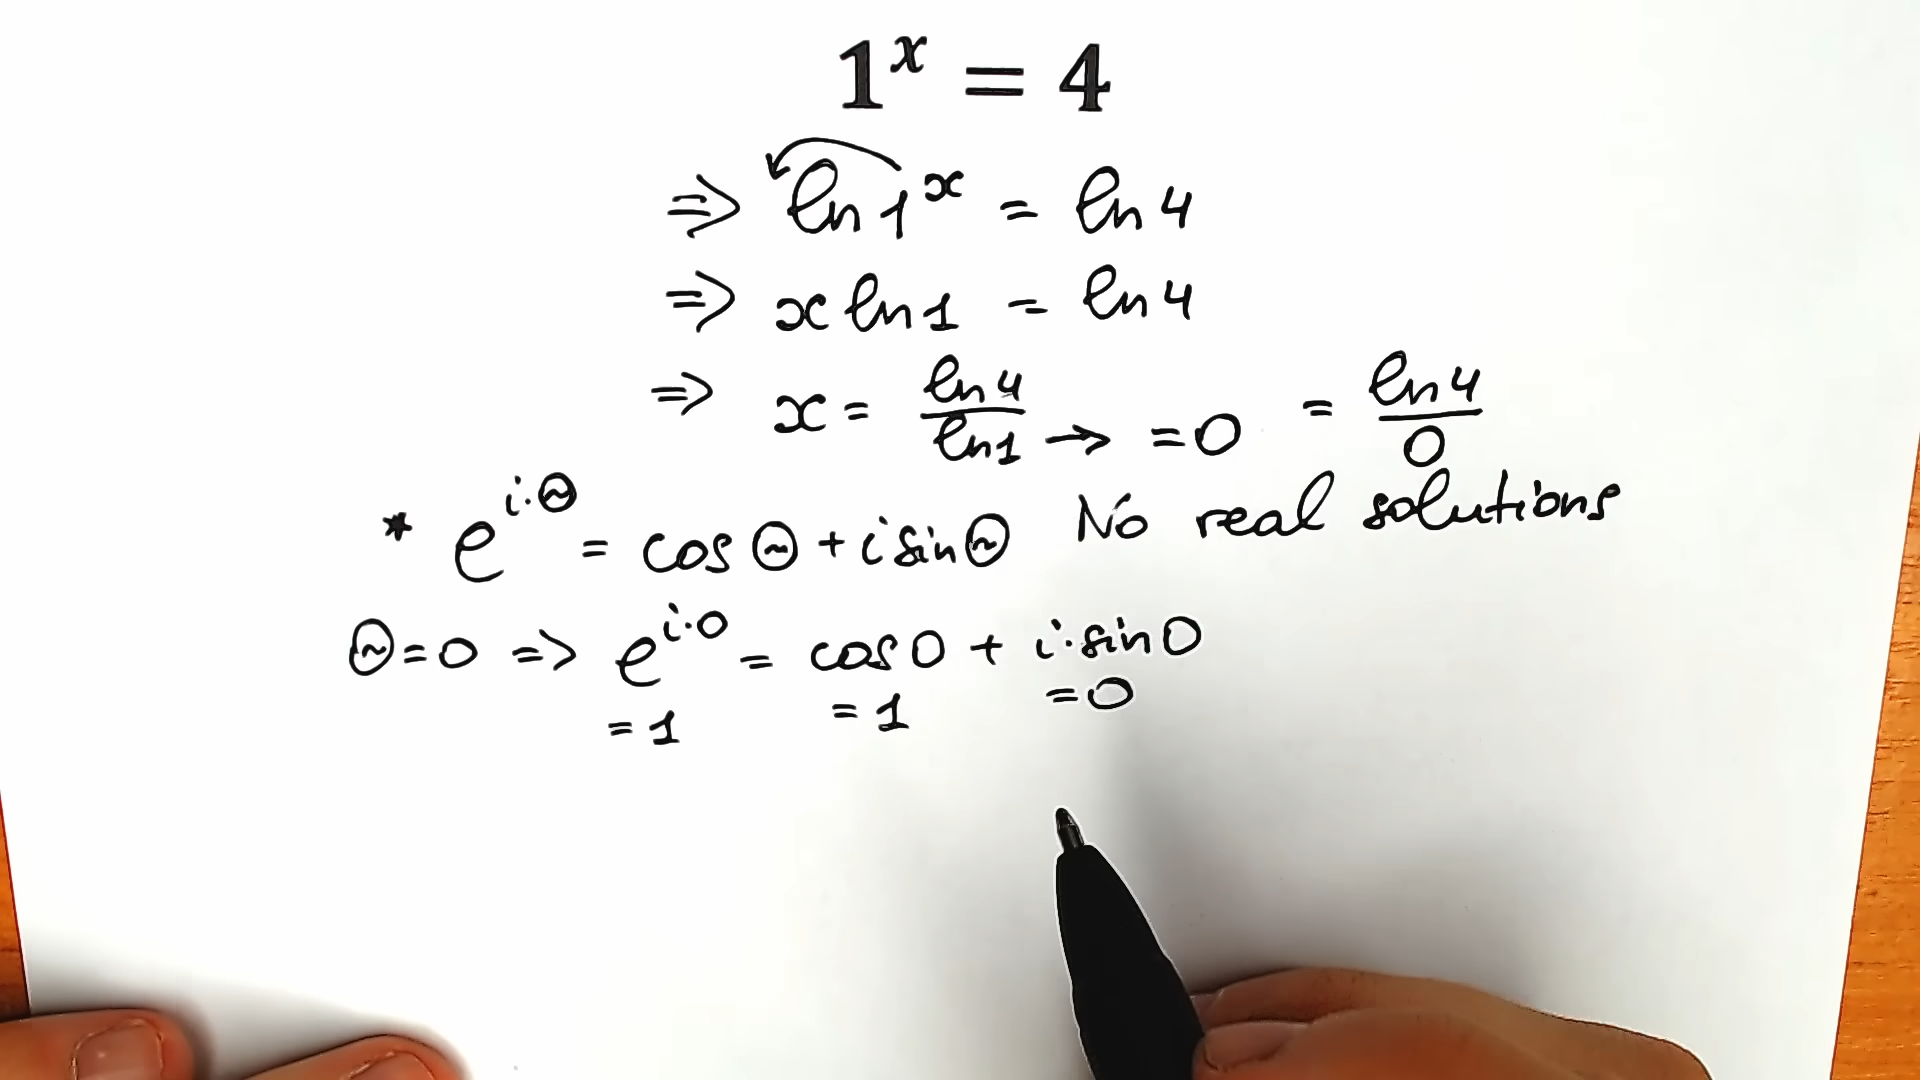 1^x = 4
=> ln 1^x = ln 4
=> x ln 1 = ln 4
=> x = ln 4 / ln 1 → = 0 = ln 4 / 0
No real solutions
* e^{i·Θ} = cos Θ + i sin Θ
Θ = 0 => e^{i·0} = cos 0 + i · sin 0
= 1 = 1 = 0